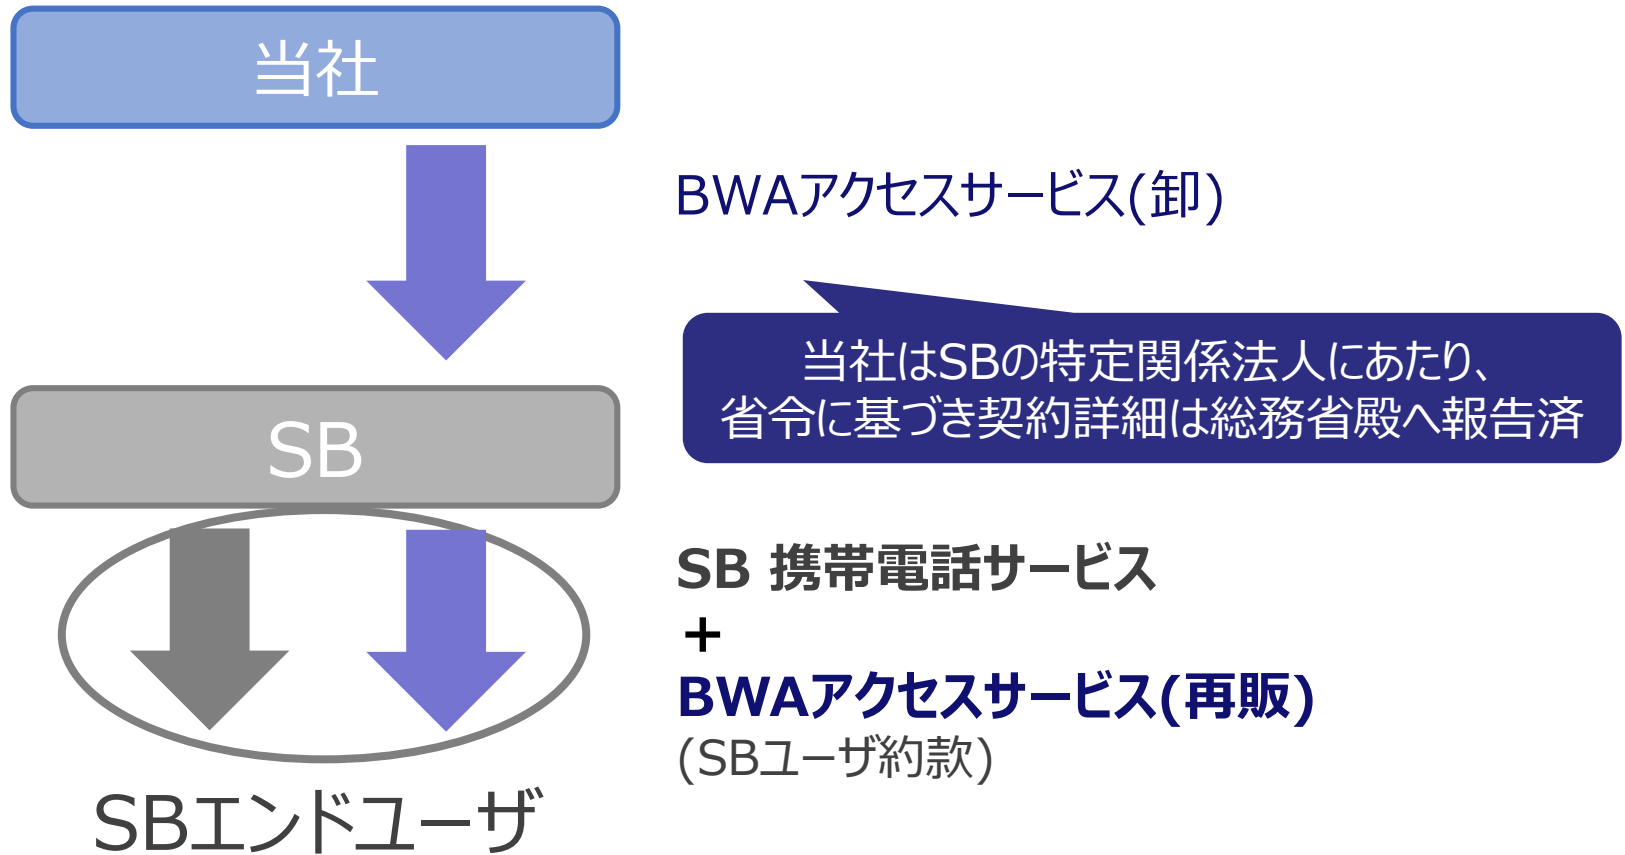 当社
BWAアクセスサービス(卸)
当社はSBの特定関係法人にあたり、
省令に基づき契約詳細は総務省殿へ報告済
SB
SB 携帯電話サービス
+
BWAアクセスサービス(再販)
(SBユーザ約款)
SBエンドユーザ